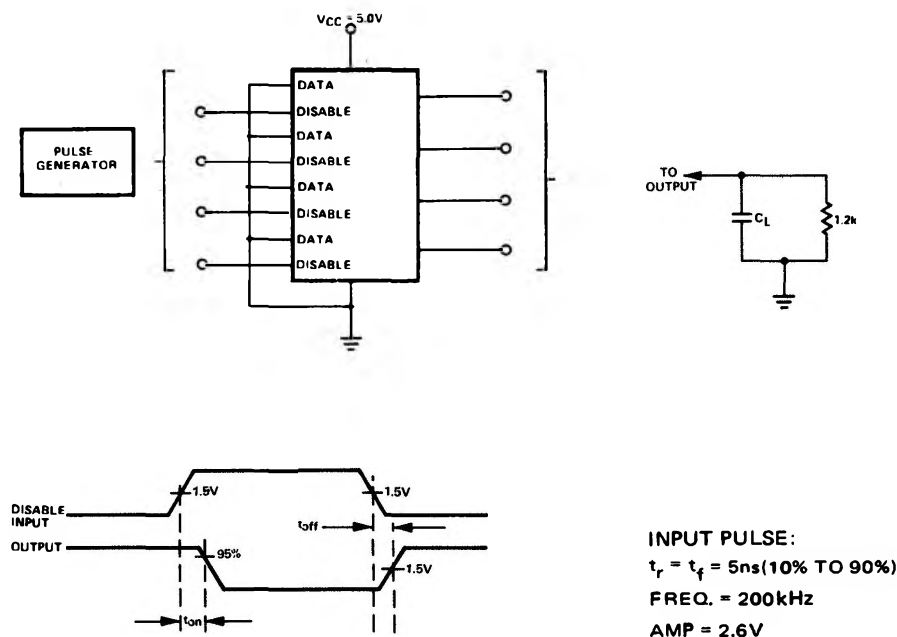 VCC = 5.0V
PULSE
GENERATOR
DATA
DISABLE
DATA
DISABLE
DATA
DISABLE
DATA
DISABLE
TO
OUTPUT
CL
1.2k
DISABLE
INPUT
1.5V
1.5V
toff
OUTPUT
95%
1.5V
ton
INPUT PULSE:
tr = tf = 5ns(10% TO 90%)
FREQ. = 200kHz
AMP = 2.6V